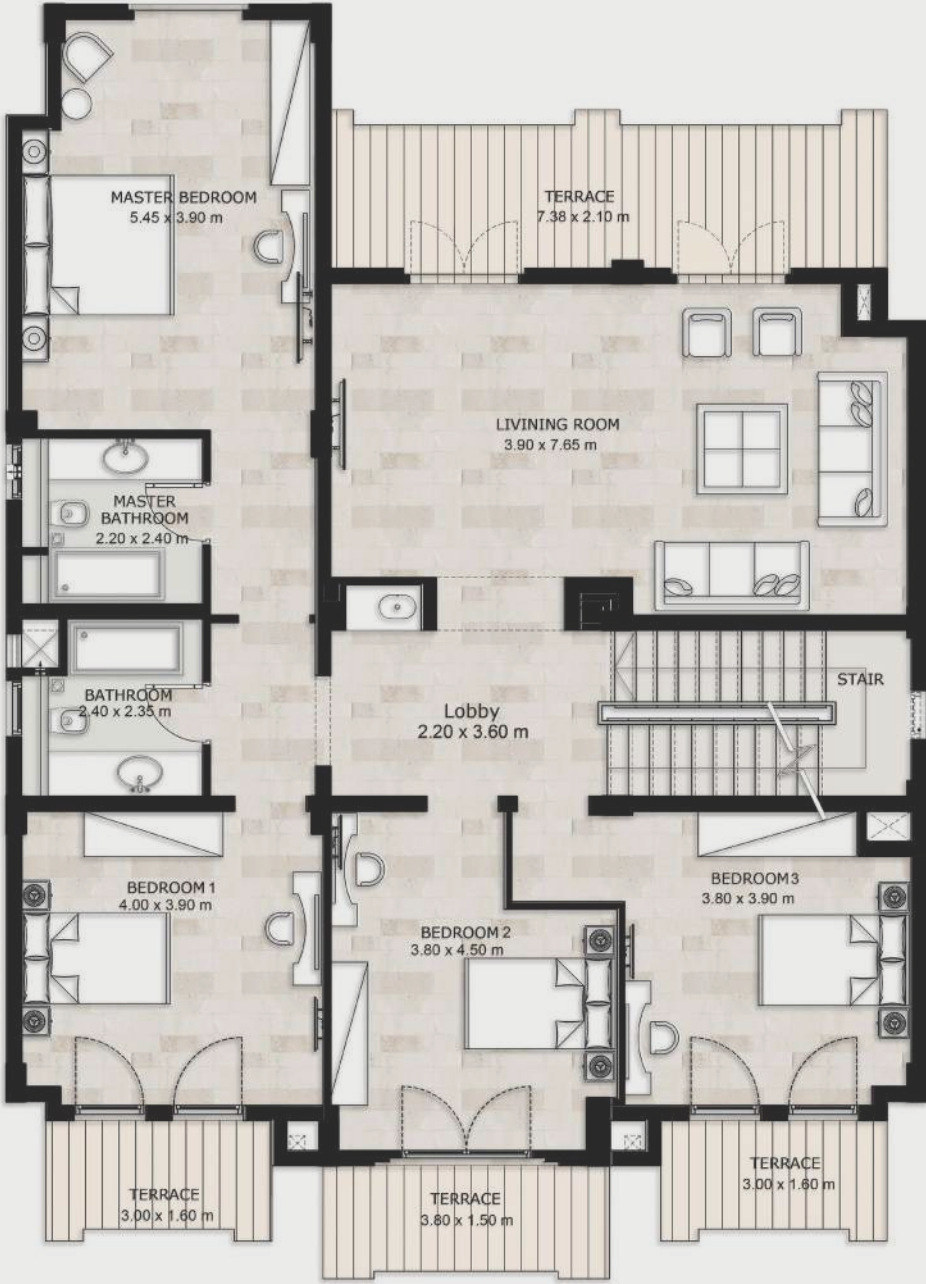 MASTER BEDROOM
5.45 x 3.90 m
TERRACE
7.38 x 2.10 m
LIVINING ROOM
3.90 x 7.65 m
MASTER
BATHROOM
2.20 x 2.40 m
BATHROOM
2.40 x 2.35 m
Lobby
2.20 x 3.60 m
STAIR
BEDROOM 1
4.00 x 3.90 m
BEDROOM 2
3.80 x 4.50 m
BEDROOM3
3.80 x 3.90 m
TERRACE
3.00 x 1.60 m
TERRACE
3.80 x 1.50 m
TERRACE
3.00 x 1.60 m